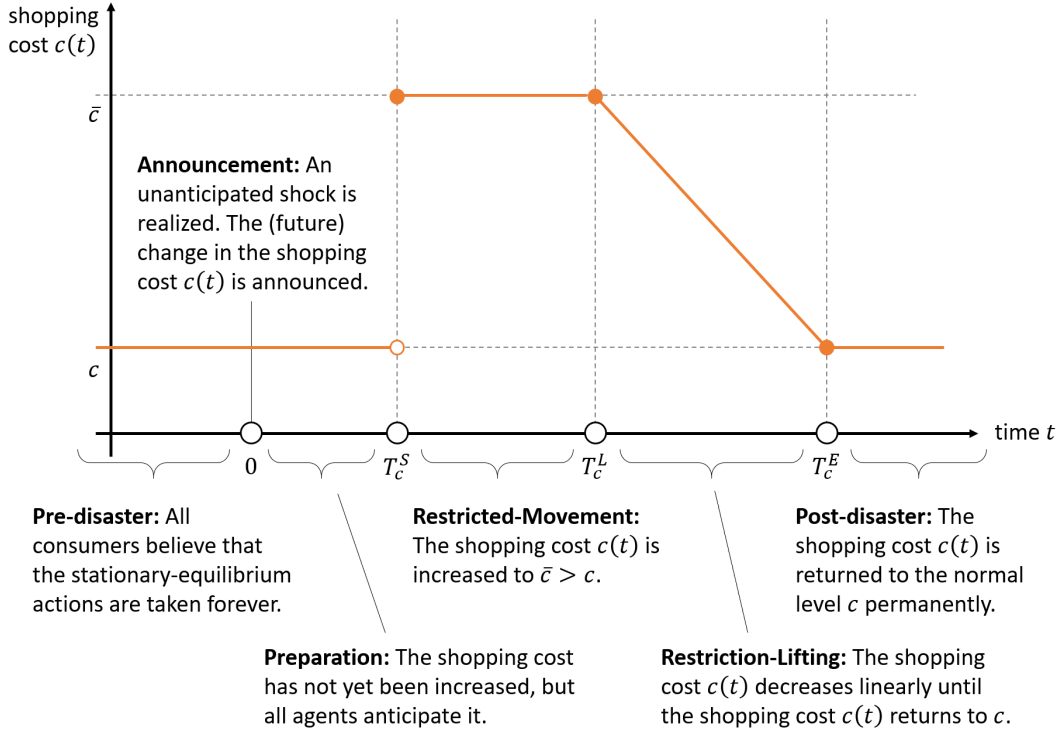 shopping
cost c(t)
c̄
Announcement: An
unanticipated shock is
realized. The (future)
change in the shopping
cost c(t) is announced.
c
time t
0
T_c^S
T_c^L
T_c^E
Pre-disaster: All
consumers believe that
the stationary-equilibrium
actions are taken forever.
Restricted-Movement:
The shopping cost c(t) is
increased to c̄ > c.
Post-disaster: The
shopping cost c(t) is
returned to the normal
level c permanently.
Preparation: The shopping cost
has not yet been increased, but
all agents anticipate it.
Restriction-Lifting: The shopping
cost c(t) decreases linearly until
the shopping cost c(t) returns to c.